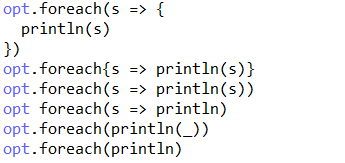 opt.foreach(s => {
  println(s)
})
opt.foreach{s => println(s)}
opt.foreach(s => println(s))
opt foreach(s => println)
opt.foreach(println(_))
opt.foreach(println)